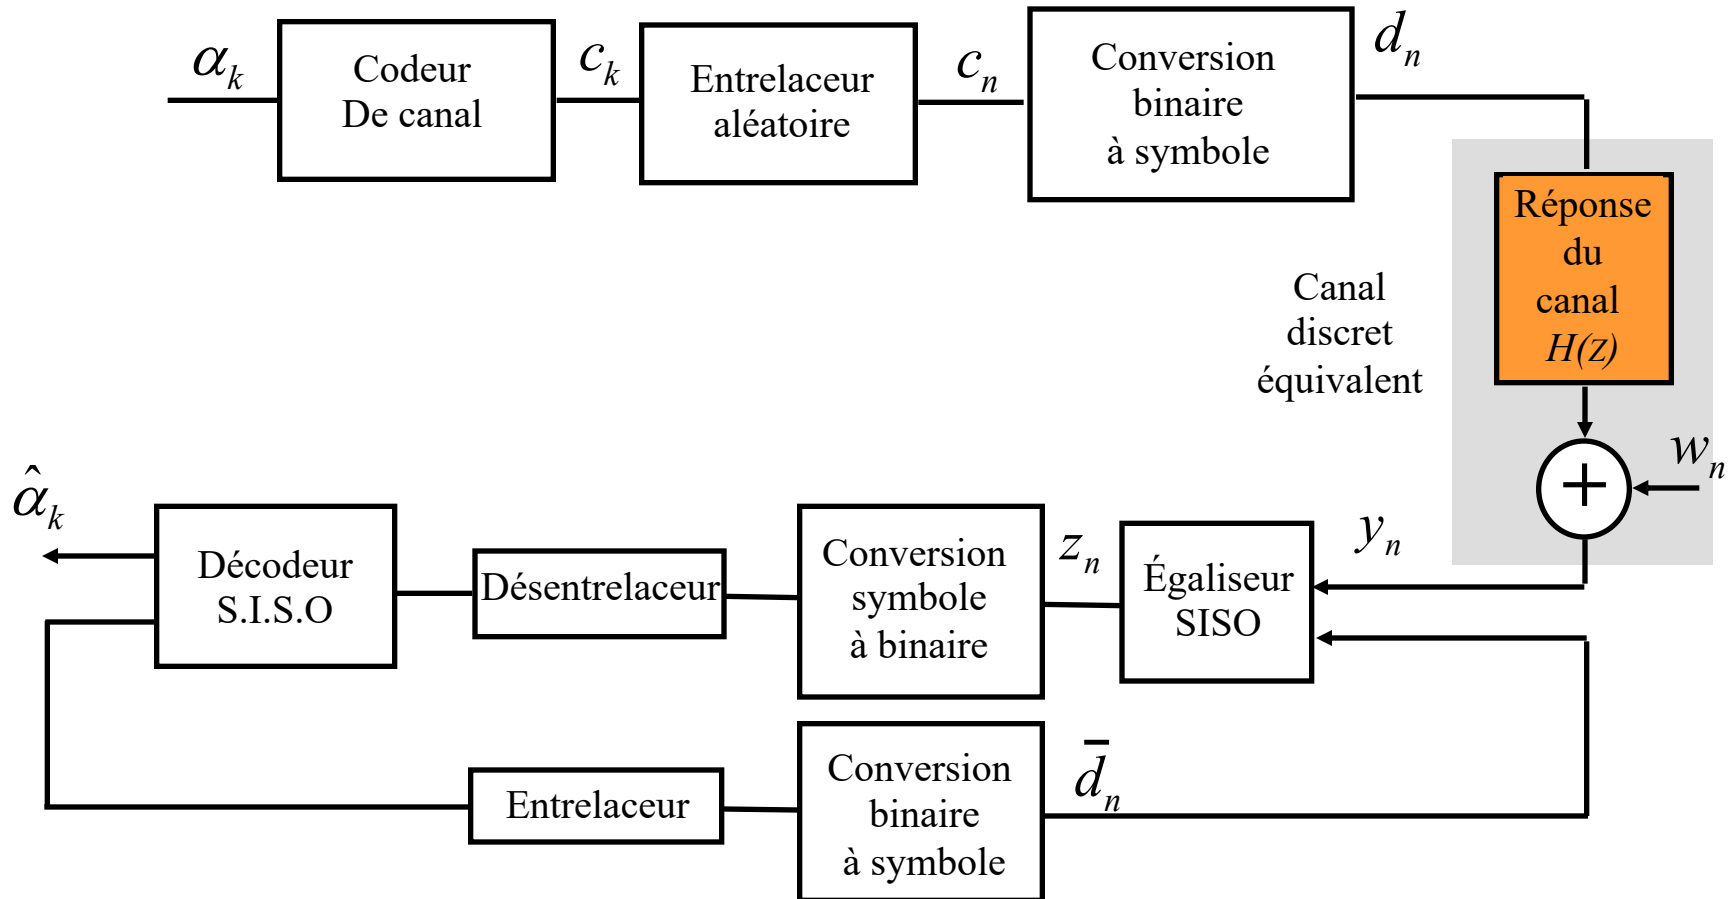 α_k
Codeur
De canal
c_k
Entrelaceur
aléatoire
c_n
Conversion
binaire
à symbole
d_n
Réponse
du
canal
H(z)
Canal
discret
équivalent
+
w_n
y_n
Égaliseur
SISO
z_n
Conversion
symbole
à binaire
Désentrelaceur
Décodeur
S.I.S.O
α̂_k
Entrelaceur
Conversion
binaire
à symbole
d̄_n